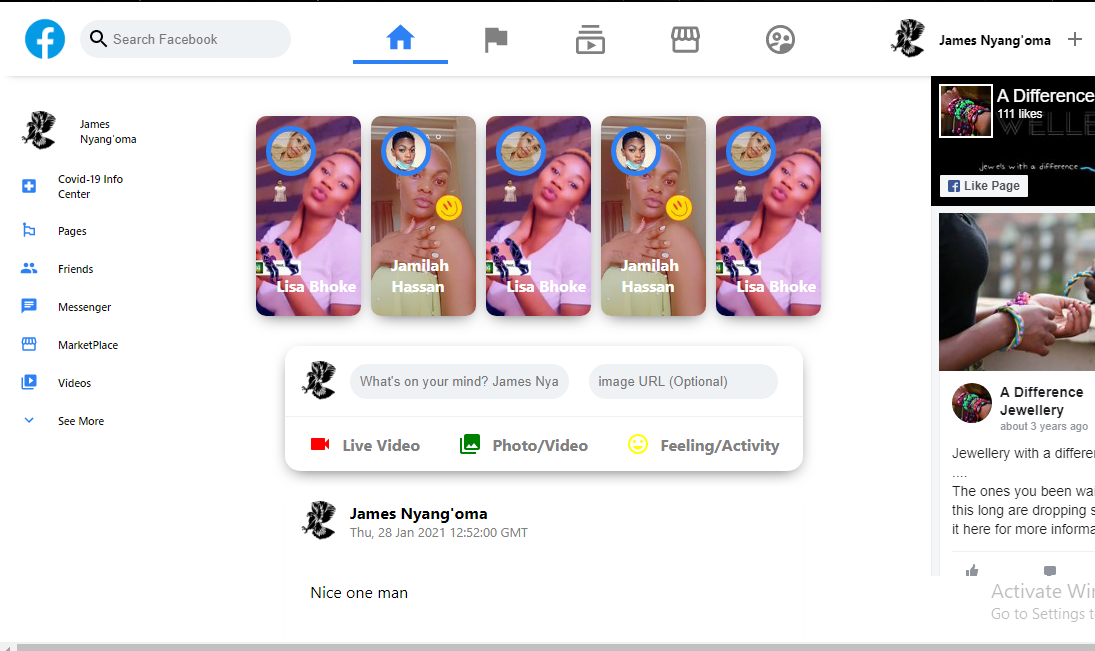 Search Facebook
James Nyang'oma
James
Nyang'oma
Covid-19 Info
Center
Pages
Friends
Messenger
MarketPlace
Videos
See More
Lisa Bhoke
Jamilah
Hassan
Lisa Bhoke
Jamilah
Hassan
Lisa Bhoke
What's on your mind? James Nya
image URL (Optional)
Live Video
Photo/Video
Feeling/Activity
James Nyang'oma
Thu, 28 Jan 2021 12:52:00 GMT
Nice one man
A Difference
111 likes
jewels with a difference
Like Page
A Difference
Jewellery
about 3 years ago
Jewellery with a differe
....
The ones you been wa
this long are dropping s
it here for more informa
Activate Wi
Go to Settings t